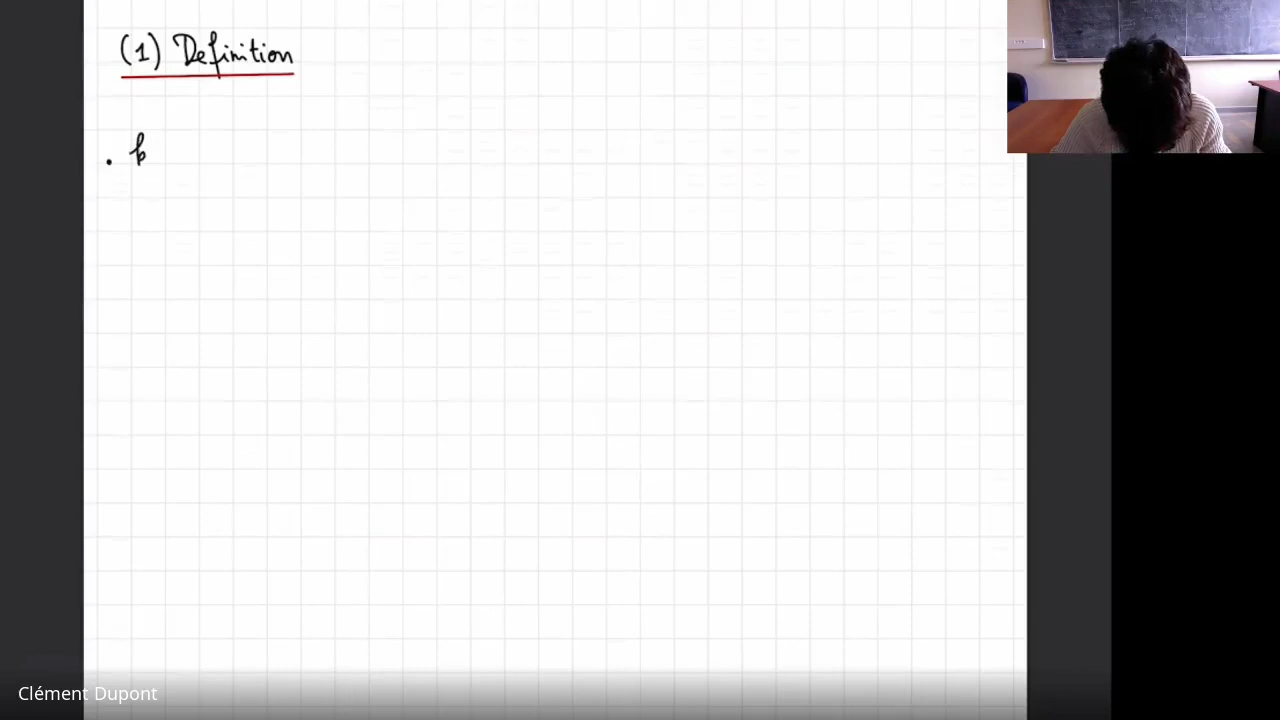 (1) Definition
. k
Clément Dupont